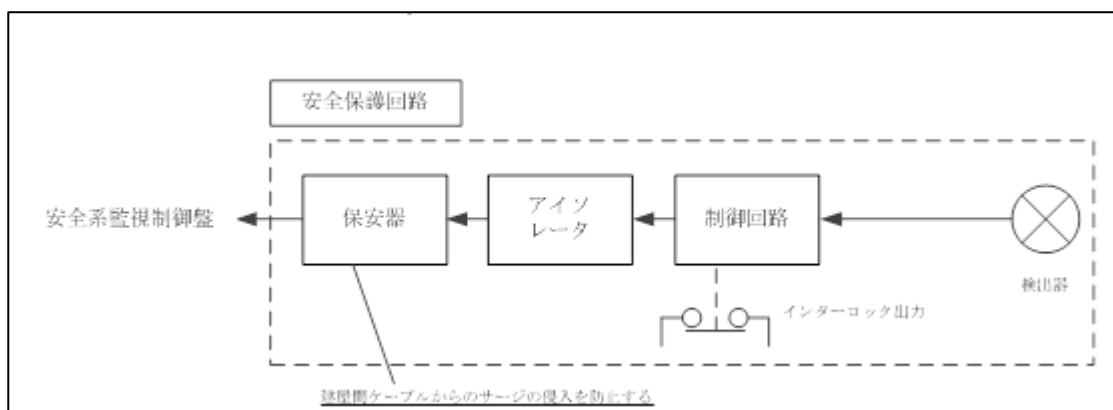 安全保護回路
安全系監視制御盤
保安器
アイソ
レータ
制御回路
検出器
インターロック出力
建屋間ケーブルからのサージの侵入を防止する